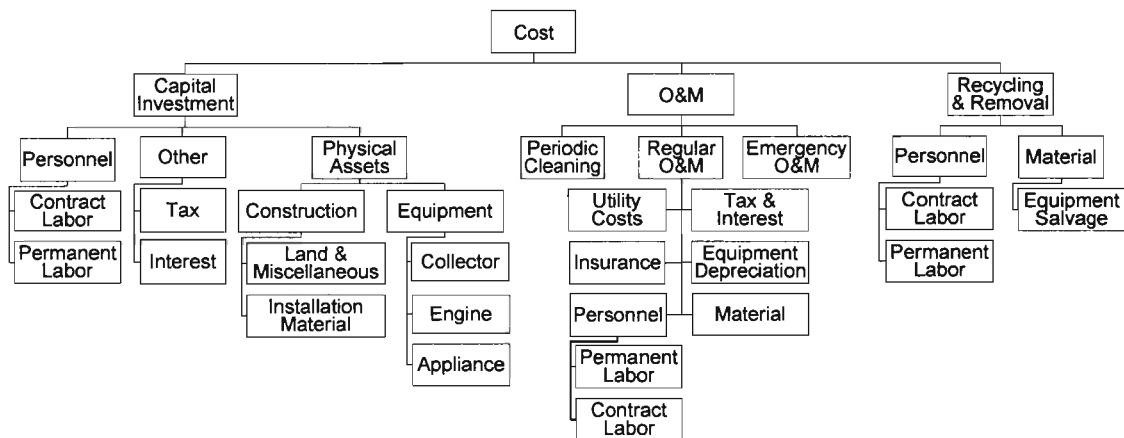 Cost
Capital
Investment
O&M
Recycling
& Removal
Personnel
Other
Physical
Assets
Periodic
Cleaning
Regular
O&M
Emergency
O&M
Personnel
Material
Contract
Labor
Tax
Construction
Equipment
Utility
Costs
Tax &
Interest
Contract
Labor
Equipment
Salvage
Permanent
Labor
Interest
Land &
Miscellaneous
Collector
Insurance
Equipment
Depreciation
Permanent
Labor
Installation
Material
Engine
Personnel
Material
Appliance
Permanent
Labor
Contract
Labor